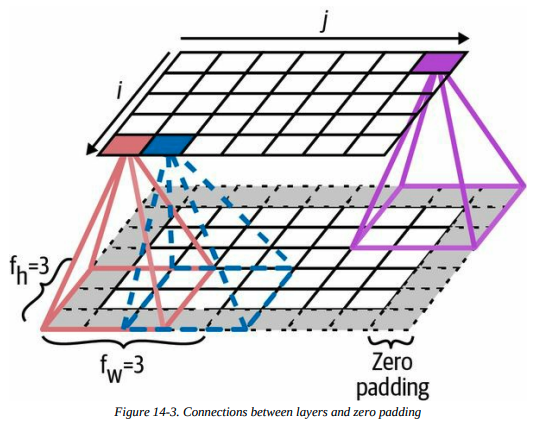 j
i
fh=3
fw=3
Zero
padding
Figure 14-3. Connections between layers and zero padding